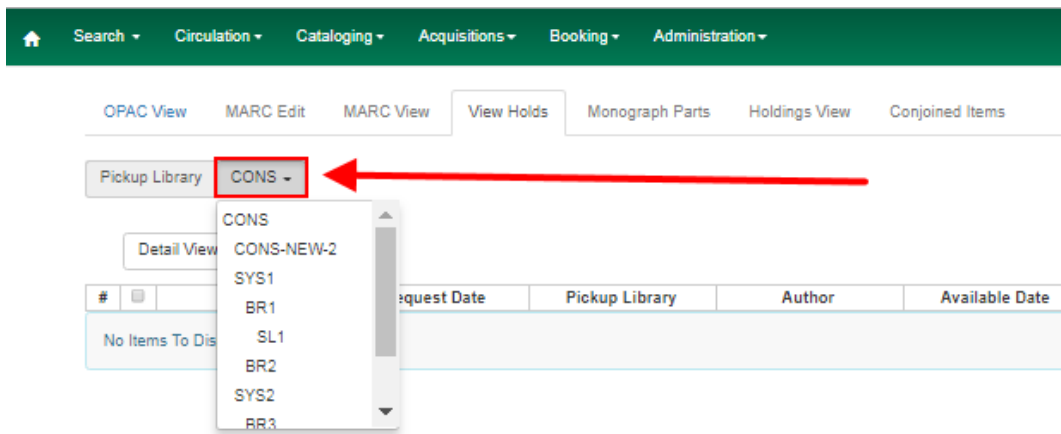 Search Circulation Cataloging Acquisitions Booking Administration
OPAC View MARC Edit MARC View View Holds Monograph Parts Holdings View Conjoined Items
Pickup Library CONS
CONS
Detail View CONS-NEW-2
SYS1
# equest Date Pickup Library Author Available Date
BR1
No Items To Dis SL1
BR2
SYS2
BR3